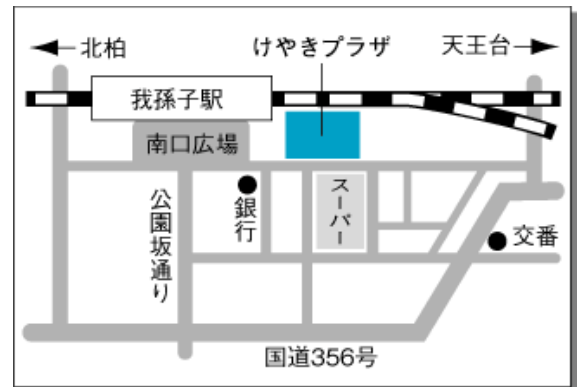 北柏
けやきプラザ
天王台
我孫子駅
南口広場
公園坂通り
銀行
スーパー
交番
国道356号